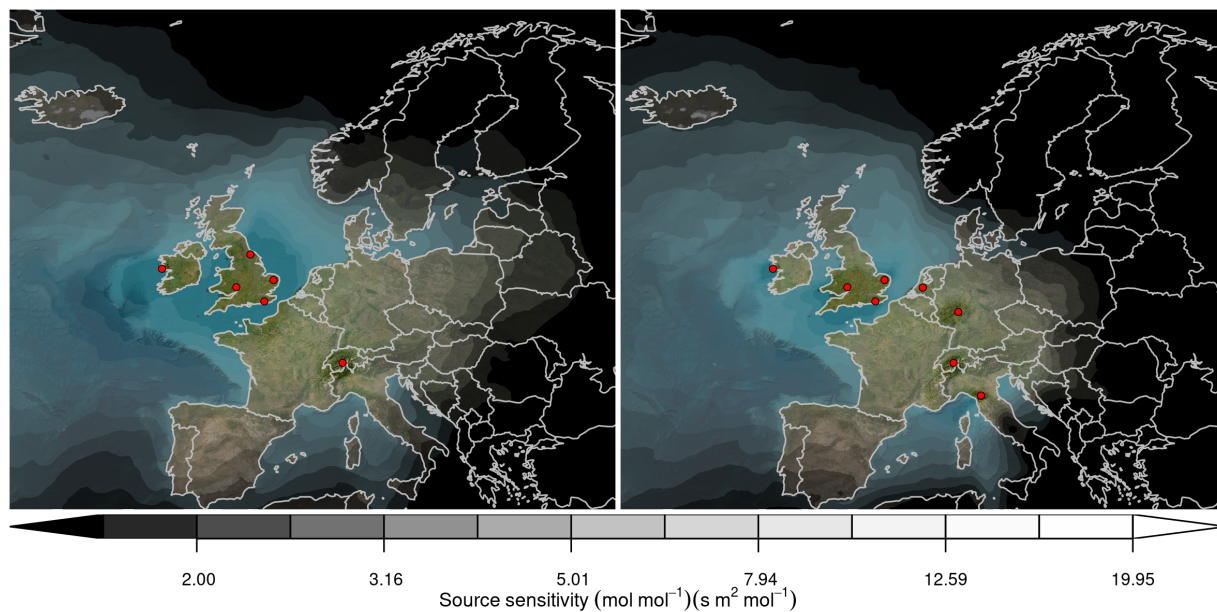 2.00 3.16 5.01 7.94 12.59 19.95
Source sensitivity (mol mol⁻¹)(s m² mol⁻¹)